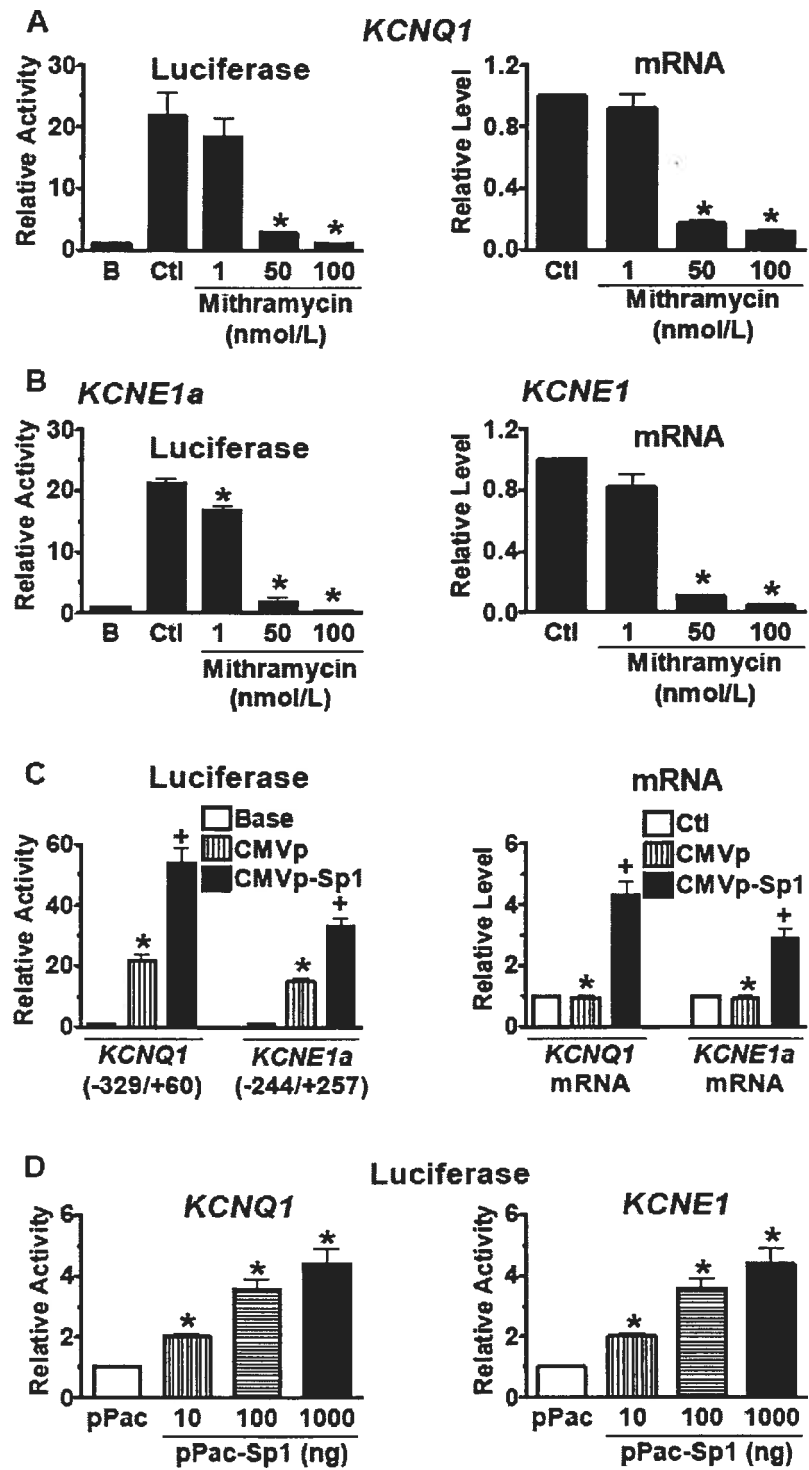 A
KCNQ1
Luciferase
mRNA
Relative Activity
30
20
10
0
B Ctl 1 50 100
Mithramycin
(nmol/L)
* *
Relative Level
1.2
0.8
0.4
0.0
Ctl 1 50 100
Mithramycin
(nmol/L)
* *
B
KCNE1a
KCNE1
Luciferase
mRNA
Relative Activity
30
20
10
0
B Ctl 1 50 100
Mithramycin
(nmol/L)
* * *
Relative Level
1.2
0.8
0.4
0.0
Ctl 1 50 100
Mithramycin
(nmol/L)
* *
C
Luciferase
Base
CMVp
CMVp-Sp1
Relative Activity
60
40
20
0
* + * +
KCNQ1 KCNE1a
(-329/+60) (-244/+257)
mRNA
Ctl
CMVp
CMVp-Sp1
Relative Level
6
4
2
0
* + * +
KCNQ1 KCNE1a
mRNA mRNA
D
Luciferase
KCNQ1
Relative Activity
6
4
2
0
* * *
pPac 10 100 1000
pPac-Sp1 (ng)
KCNE1
Relative Activity
6
4
2
0
* * *
pPac 10 100 1000
pPac-Sp1 (ng)